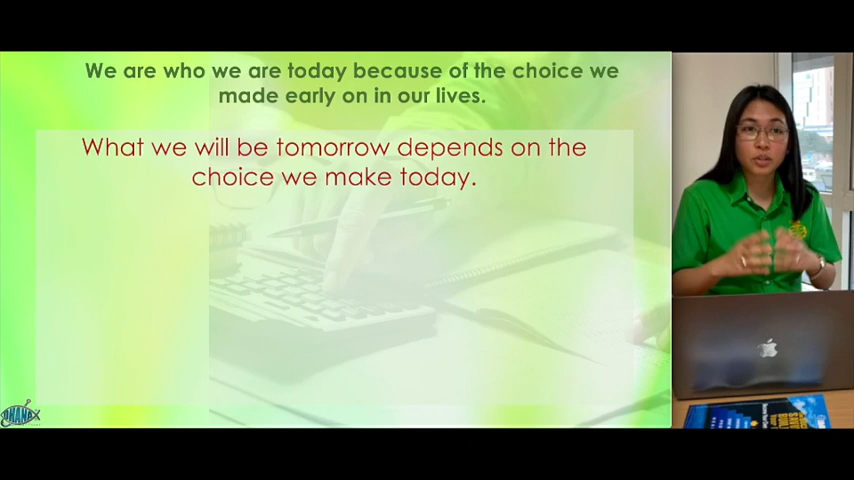 We are who we are today because of the choice we
made early on in our lives.
What we will be tomorrow depends on the
choice we make today.